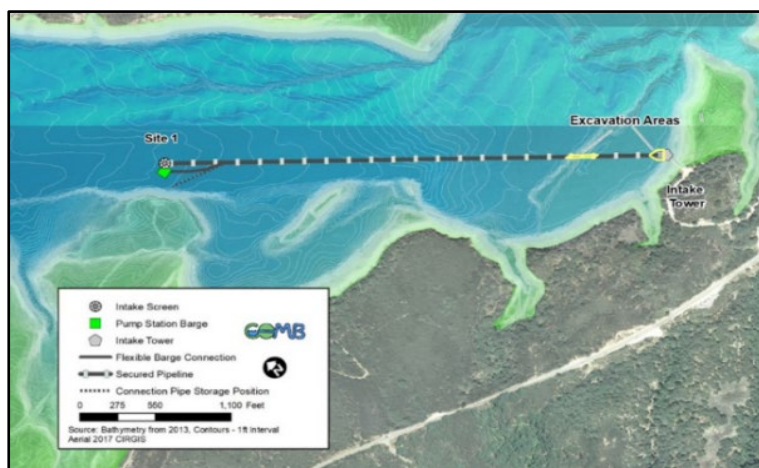 Site 1
Excavation Areas
Intake
Tower
Intake Screen
Pump Station Barge
COMB
Intake Tower
Flexible Barge Connection
Secured Pipeline
Connection Pipe Storage Position
0 275 550 1,100 Feet
Source: Bathymetry from 2013, Contours - 1ft Interval
Aerial 2017 CIRGIS